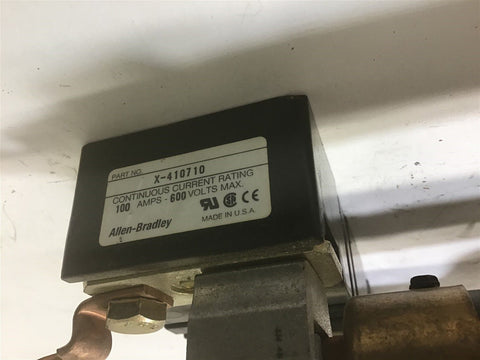 PART NO. X-410710
CONTINUOUS CURRENT RATING
100 AMPS - 600 VOLTS MAX.
Allen-Bradley
MADE IN U.S.A.